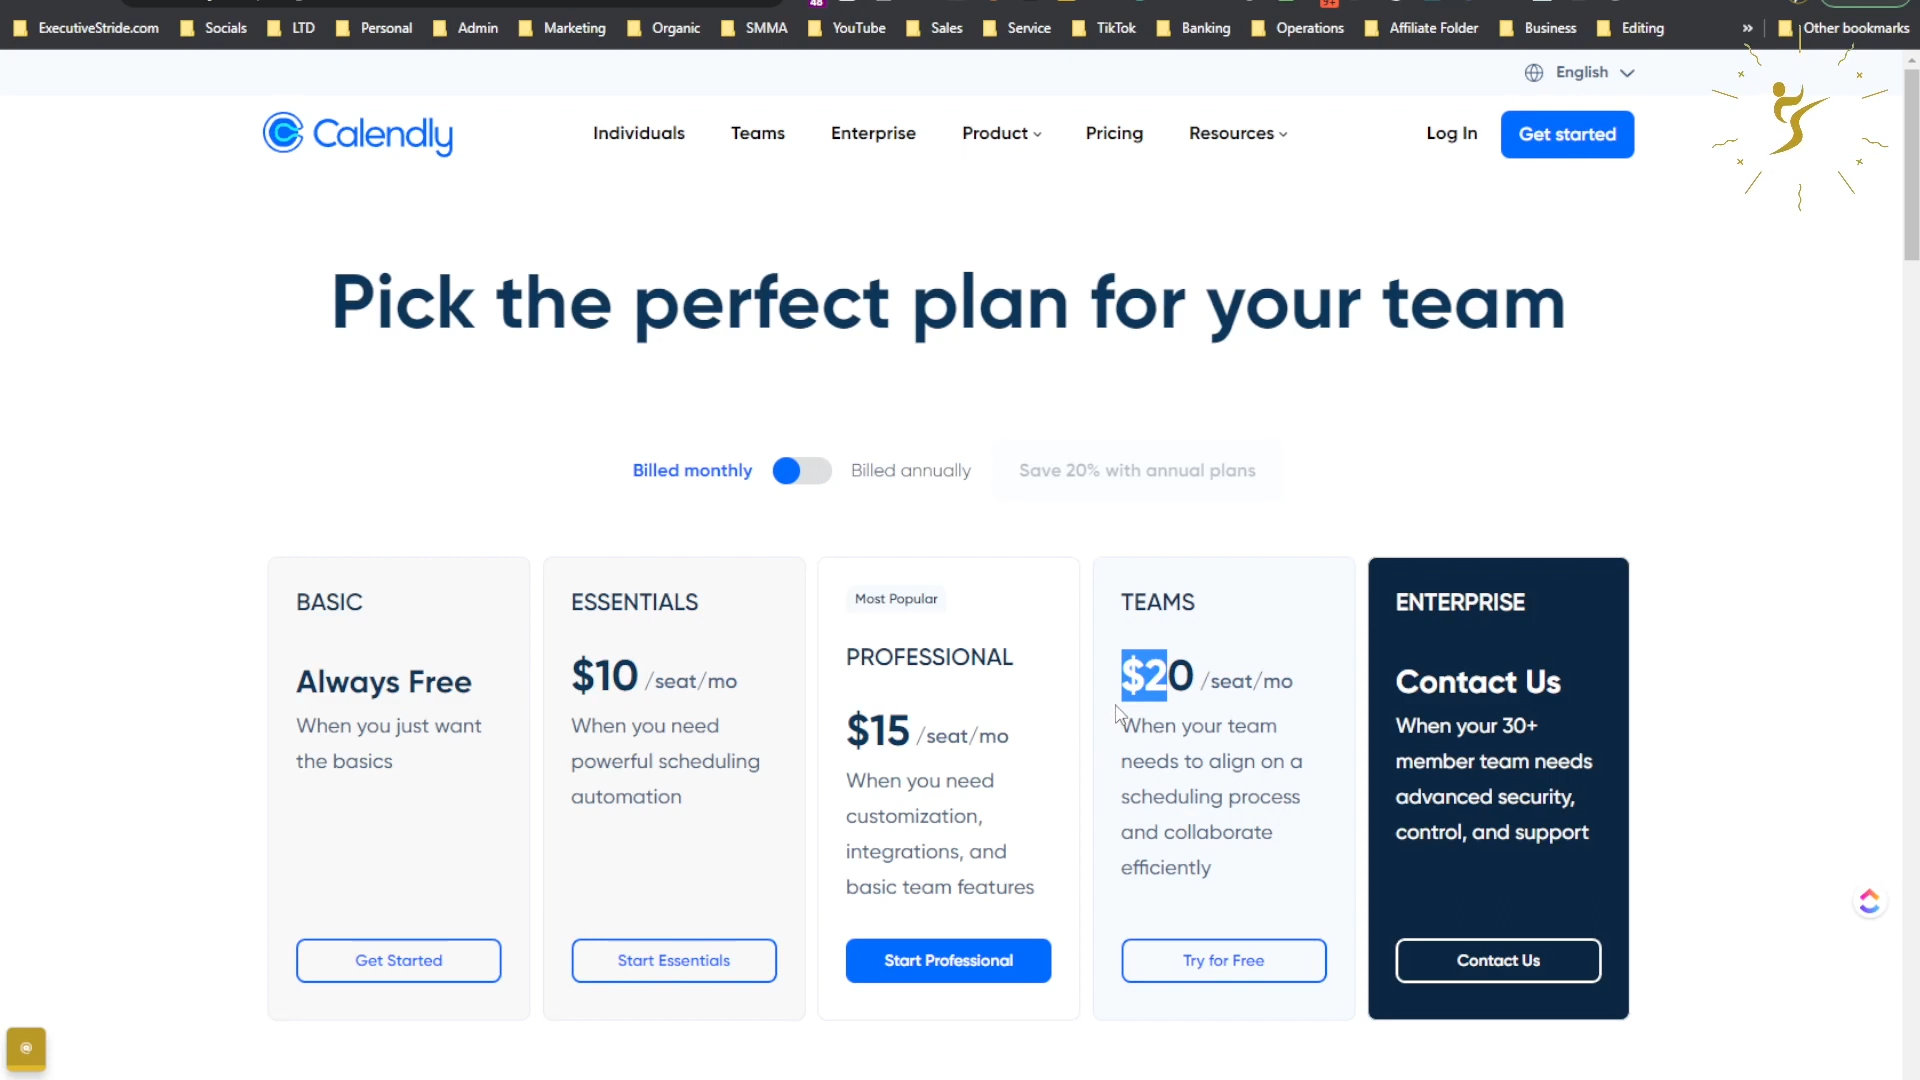 48
9+
ExecutiveStride.com Socials LTD Personal Admin Marketing Organic SMMA YouTube Sales Service TikTok Banking Operations Affiliate Folder Business Editing » Other bookmarks
English
Calendly Individuals Teams Enterprise Product Pricing Resources Log In Get started
Pick the perfect plan for your team
Billed monthly Billed annually Save 20% with annual plans
BASIC
Always Free
When you just want
the basics
Get Started
ESSENTIALS
$10 /seat/mo
When you need
powerful scheduling
automation
Start Essentials
Most Popular
PROFESSIONAL
$15 /seat/mo
When you need
customization,
integrations, and
basic team features
Start Professional
TEAMS
$20 /seat/mo
When your team
needs to align on a
scheduling process
and collaborate
efficiently
Try for Free
ENTERPRISE
Contact Us
When your 30+
member team needs
advanced security,
control, and support
Contact Us